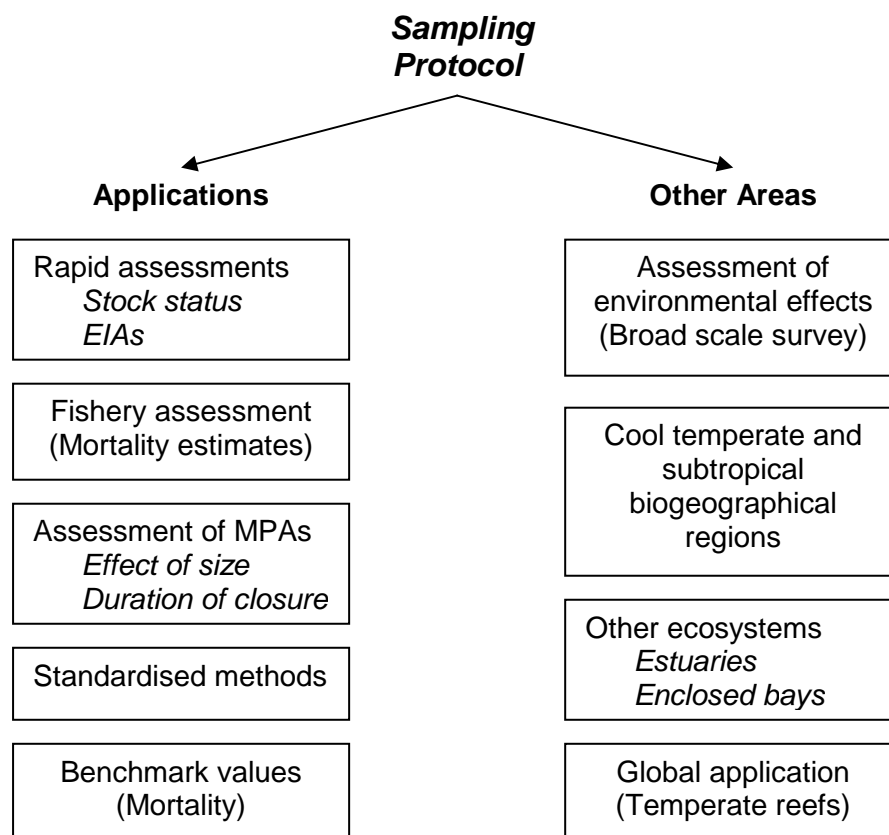 Sampling
Protocol
Applications
Rapid assessments
Stock status
EIAs
Fishery assessment
(Mortality estimates)
Assessment of MPAs
Effect of size
Duration of closure
Standardised methods
Benchmark values
(Mortality)
Other Areas
Assessment of
environmental effects
(Broad scale survey)
Cool temperate and
subtropical
biogeographical
regions
Other ecosystems
Estuaries
Enclosed bays
Global application
(Temperate reefs)